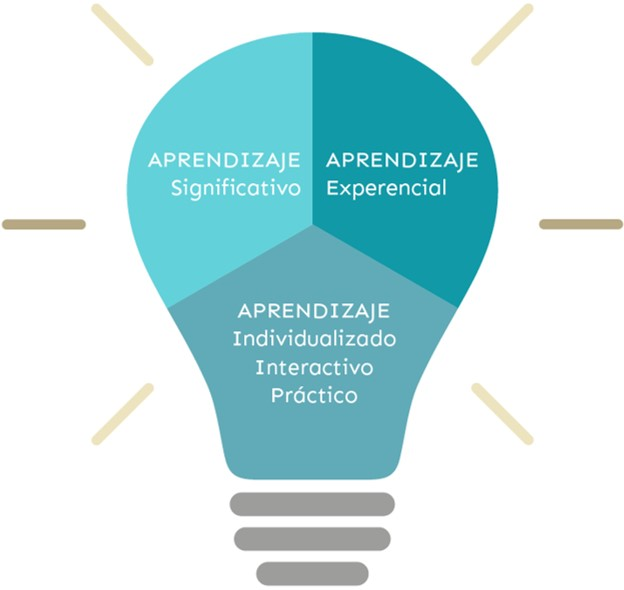 APRENDIZAJE
Significativo
APRENDIZAJE
Experencial
APRENDIZAJE
Individualizado
Interactivo
Práctico